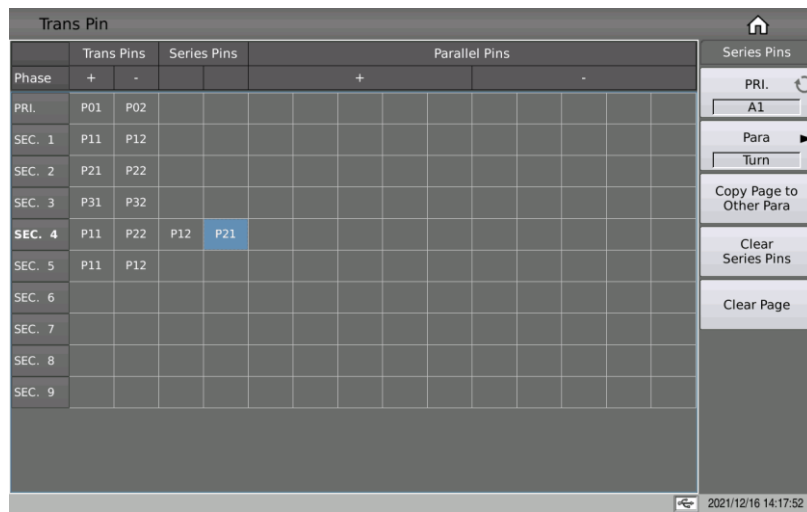 Trans Pin
Trans Pins Series Pins Parallel Pins
Phase + - + -
PRI. P01 P02
SEC. 1 P11 P12
SEC. 2 P21 P22
SEC. 3 P31 P32
SEC. 4 P11 P22 P12 P21
SEC. 5 P11 P12
SEC. 6
SEC. 7
SEC. 8
SEC. 9
Series Pins
PRI.
A1
Para
Turn
Copy Page to
Other Para
Clear
Series Pins
Clear Page
2021/12/16 14:17:52